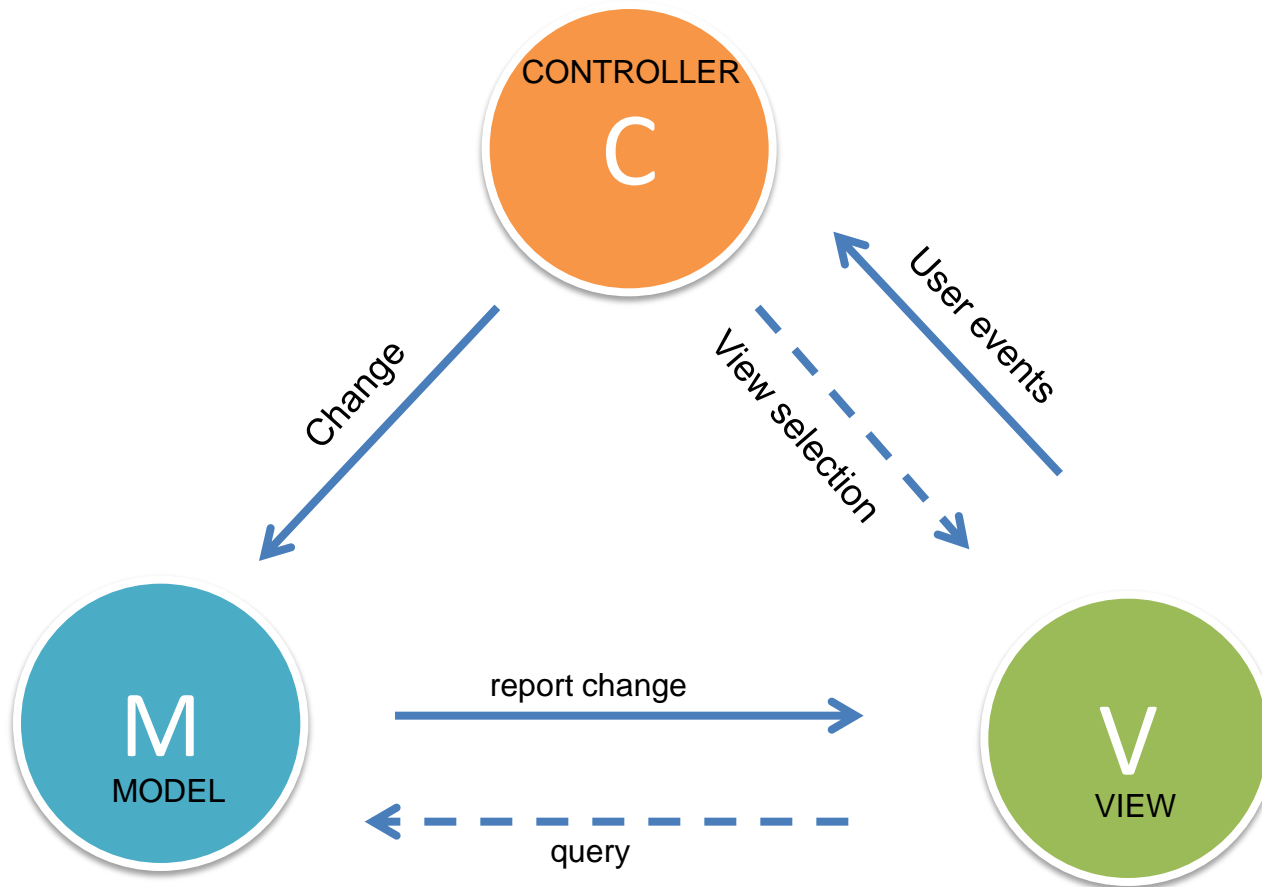 CONTROLLER
C
User events
View selection
Change
report change
M
MODEL
V
VIEW
query